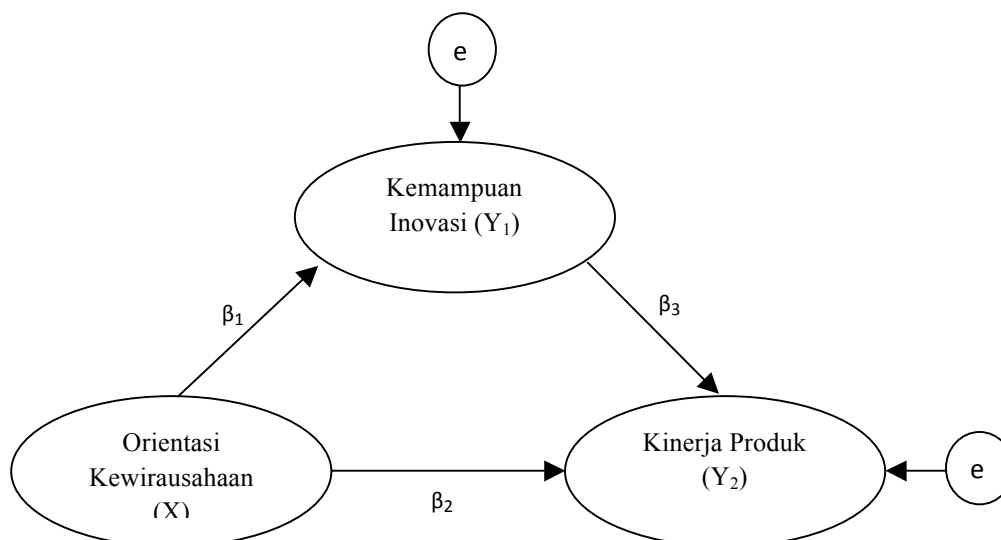 e
Kemampuan
Inovasi (Y₁)
β₁
β₃
Orientasi
Kewirausahaan
(X)
β₂
Kinerja Produk
(Y₂)
e